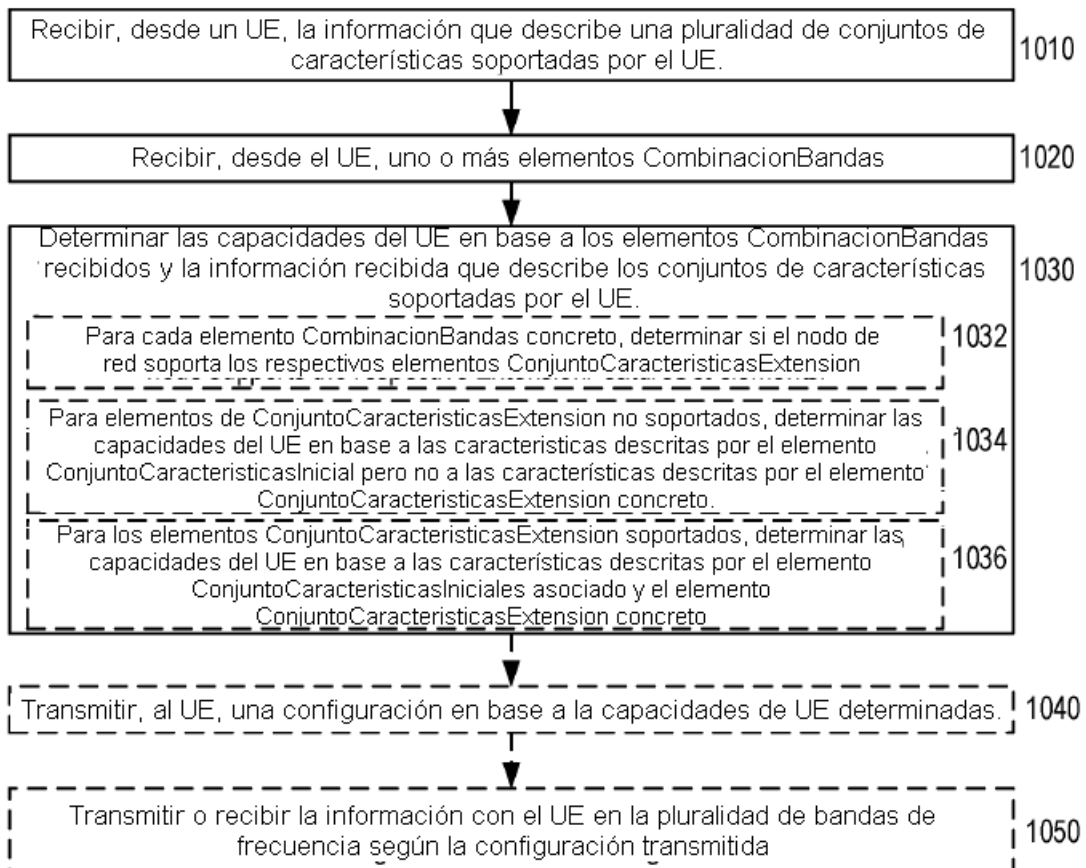 Recibir, desde un UE, la información que describe una pluralidad de conjuntos de
características soportadas por el UE.
1010
Recibir, desde el UE, uno o más elementos CombinacionBandas
1020
Determinar las capacidades del UE en base a los elementos CombinacionBandas
recibidos y la información recibida que describe los conjuntos de características
soportadas por el UE.
1030
Para cada elemento CombinacionBandas concreto, determinar si el nodo de
red soporta los respectivos elementos ConjuntoCaracteristicasExtension
1032
Para elementos de ConjuntoCaracteristicasExtension no soportados, determinar las
capacidades del UE en base a las caracteristicas descritas por el elemento
ConjuntoCaracteristicasInicial pero no a las características descritas por el elemento
ConjuntoCaracteristicasExtension concreto.
1034
Para los elementos ConjuntoCaracteristicasExtension soportados, determinar las
capacidades del UE en base a las características descritas por el elemento
ConjuntoCaracteristicasIniciales asociado y el elemento
ConjuntoCaracteristicasExtension concreto
1036
Transmitir, al UE, una configuración en base a la capacidades de UE determinadas.
1040
Transmitir o recibir la información con el UE en la pluralidad de bandas de
frecuencia según la configuración transmitida
1050